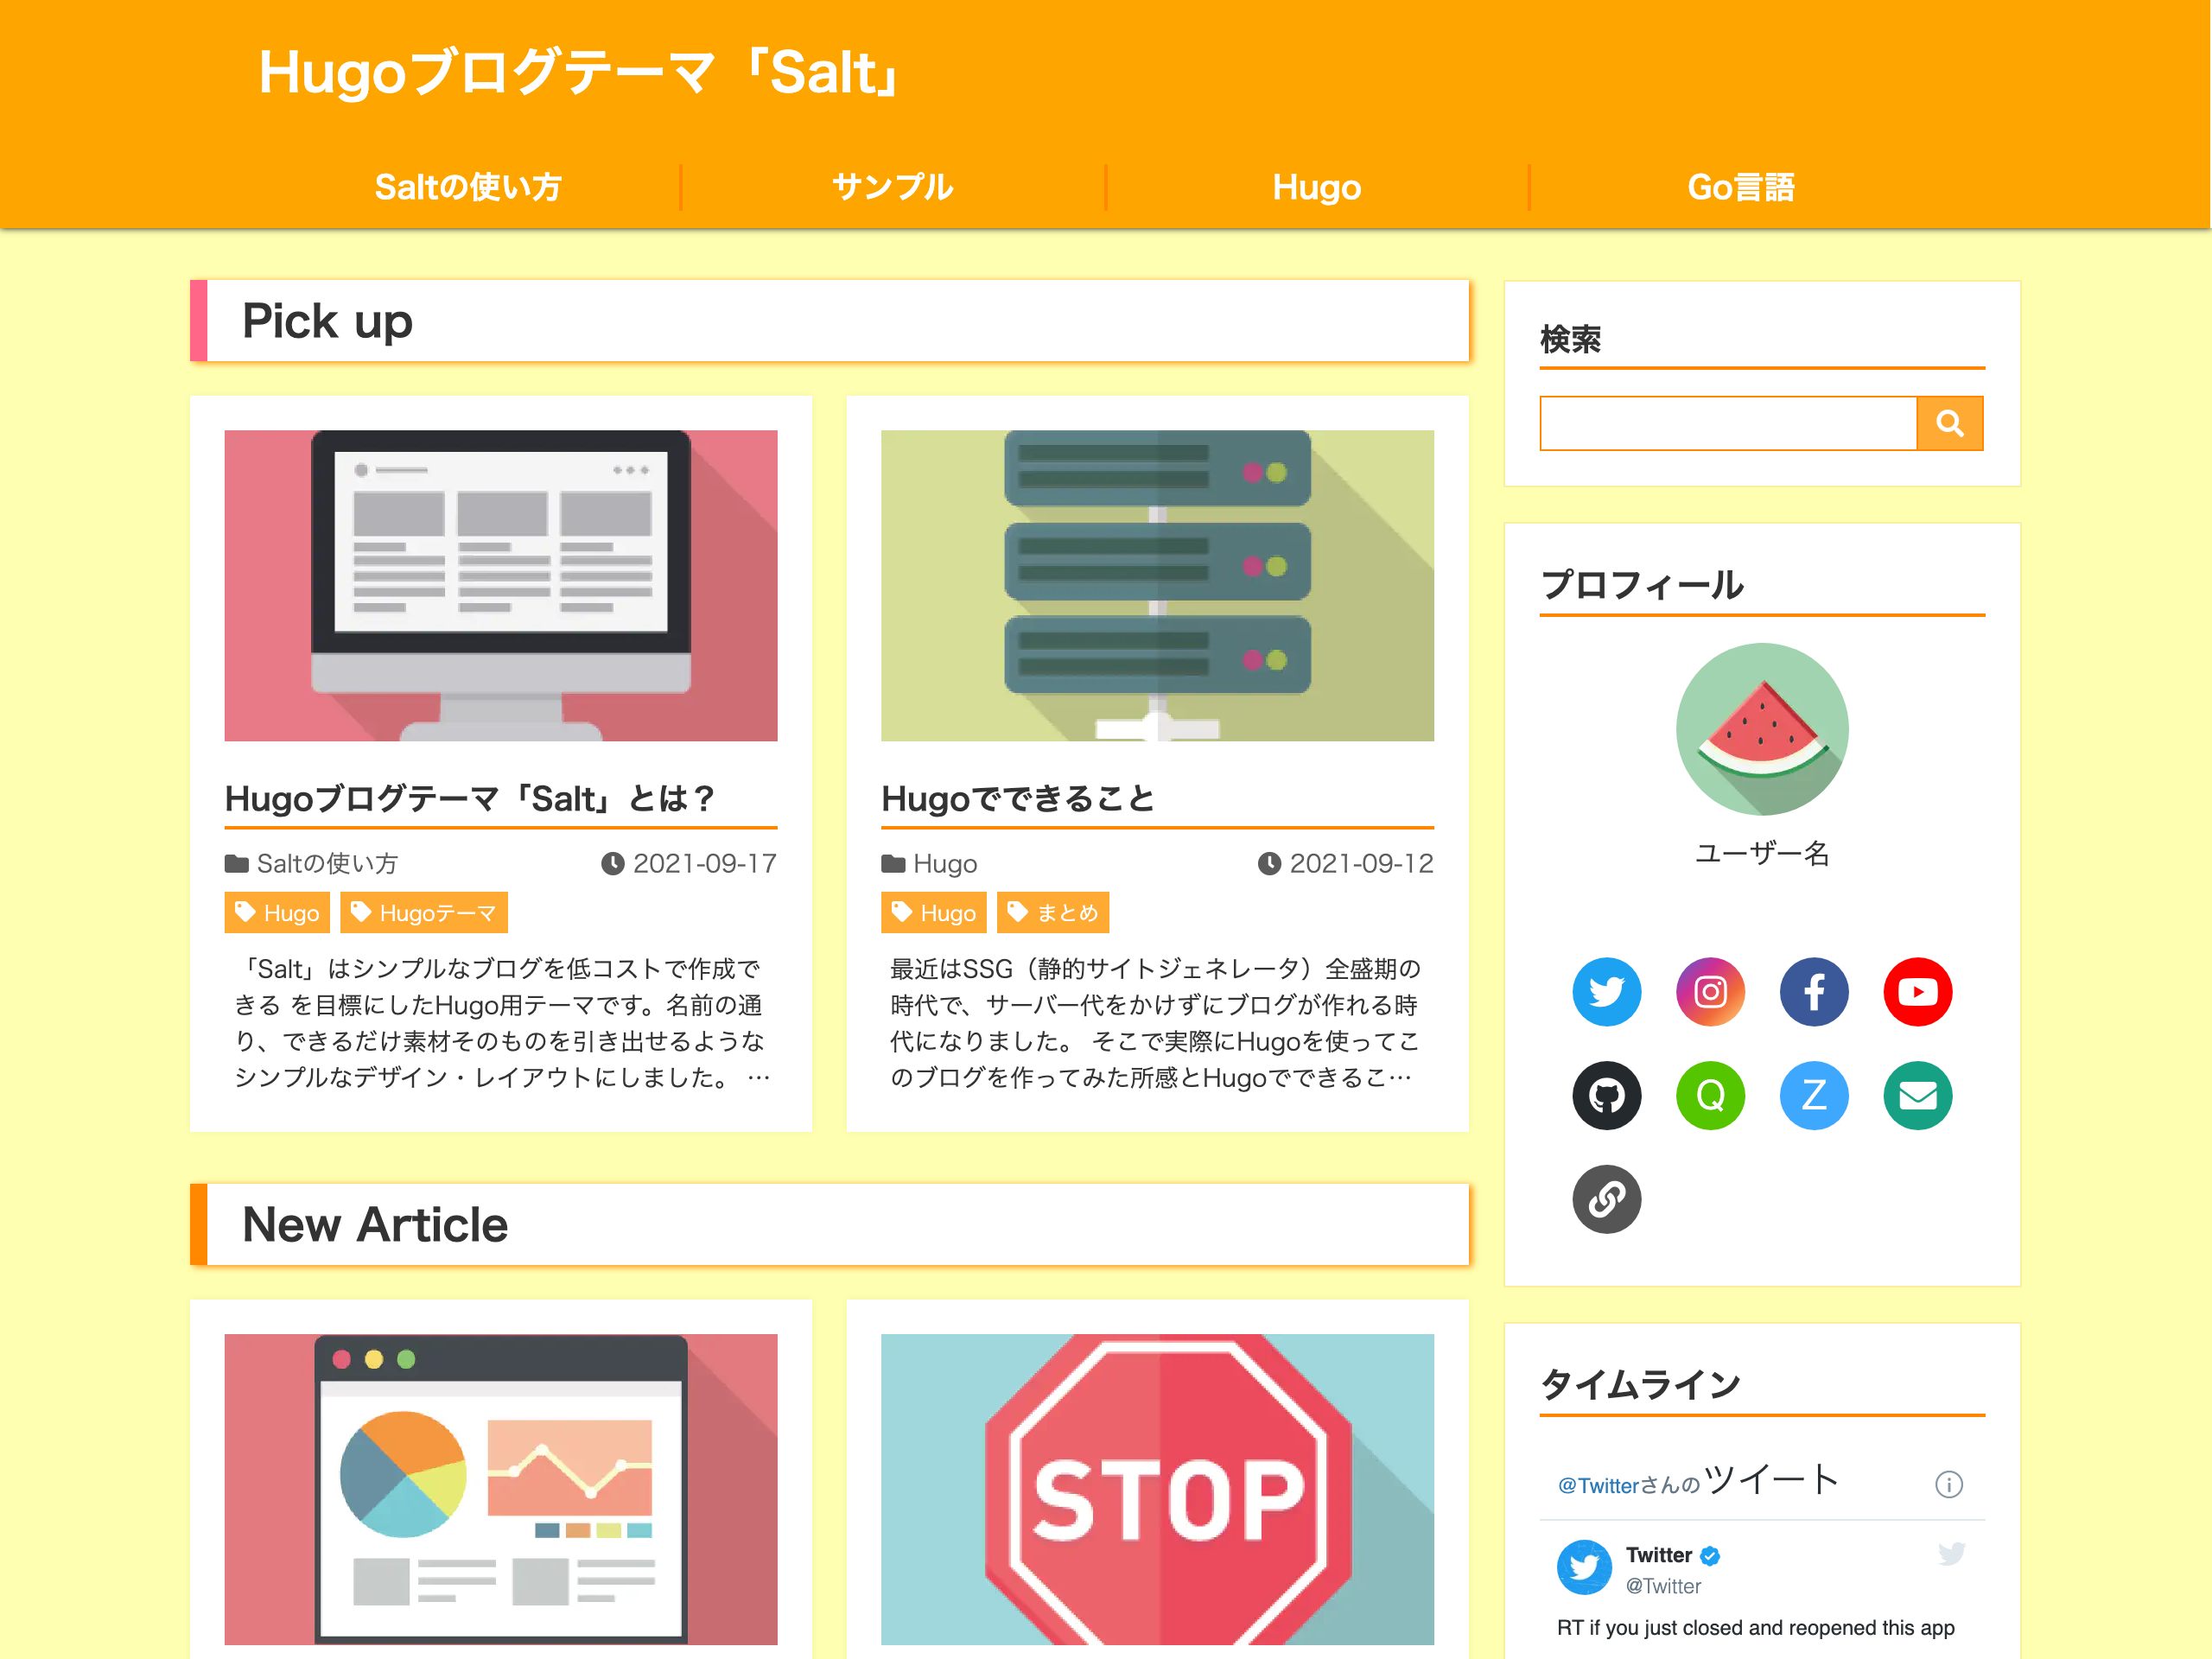 Hugoブログテーマ「Salt」
Saltの使い方
サンプル
Hugo
Go言語
Pick up
Hugoブログテーマ「Salt」とは？
Saltの使い方
2021-09-17
Hugo
Hugoテーマ
「Salt」はシンプルなブログを低コストで作成で
きる を目標にしたHugo用テーマです。名前の通
り、できるだけ素材そのものを引き出せるような
シンプルなデザイン・レイアウトにしました。 …
Hugoでできること
Hugo
2021-09-12
Hugo
まとめ
最近はSSG（静的サイトジェネレータ）全盛期の
時代で、サーバー代をかけずにブログが作れる時
代になりました。 そこで実際にHugoを使ってこ
のブログを作ってみた所感とHugoでできるこ…
New Article
STOP
検索
プロフィール
ユーザー名
Q
Z
タイムライン
@Twitterさんのツイート
Twitter
@Twitter
RT if you just closed and reopened this app